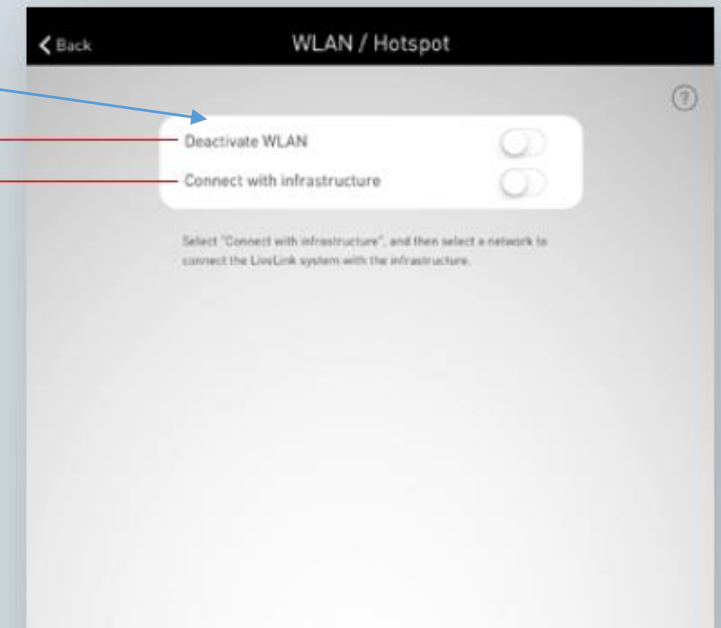 Back
WLAN / Hotspot
?
Deactivate WLAN
Connect with infrastructure
Select "Connect with infrastructure", and then select a network to
connect the LiveLink system with the infrastructure.